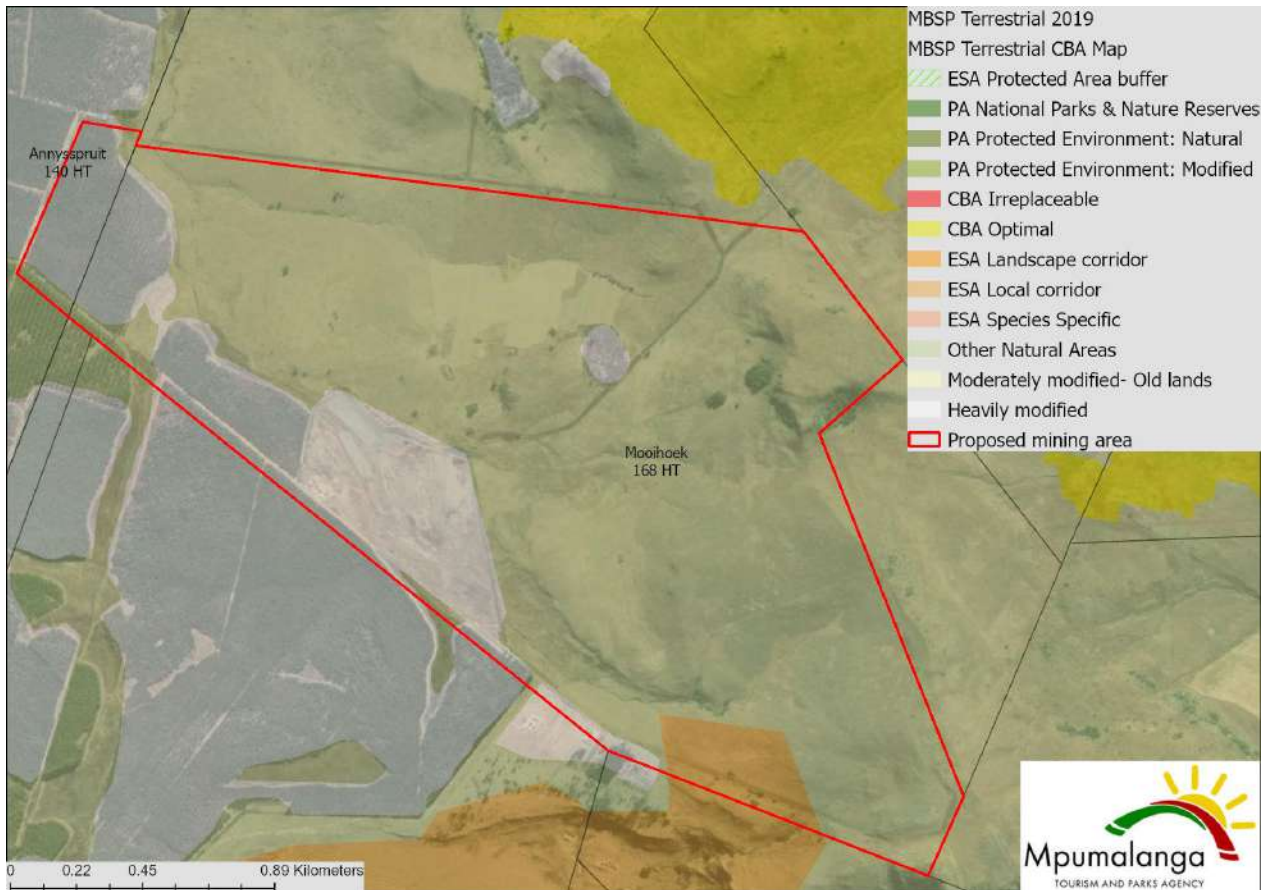 MBSP Terrestrial 2019
MBSP Terrestrial CBA Map
ESA Protected Area buffer
PA National Parks & Nature Reserves
PA Protected Environment: Natural
PA Protected Environment: Modified
CBA Irreplaceable
CBA Optimal
ESA Landscape corridor
ESA Local corridor
ESA Species Specific
Other Natural Areas
Moderately modified- Old lands
Heavily modified
Proposed mining area
Annysspruit
140 HT
Mooihoek
168 HT
0 0.22 0.45 0.89 Kilometers
Mpumalanga
TOURISM AND PARKS AGENCY